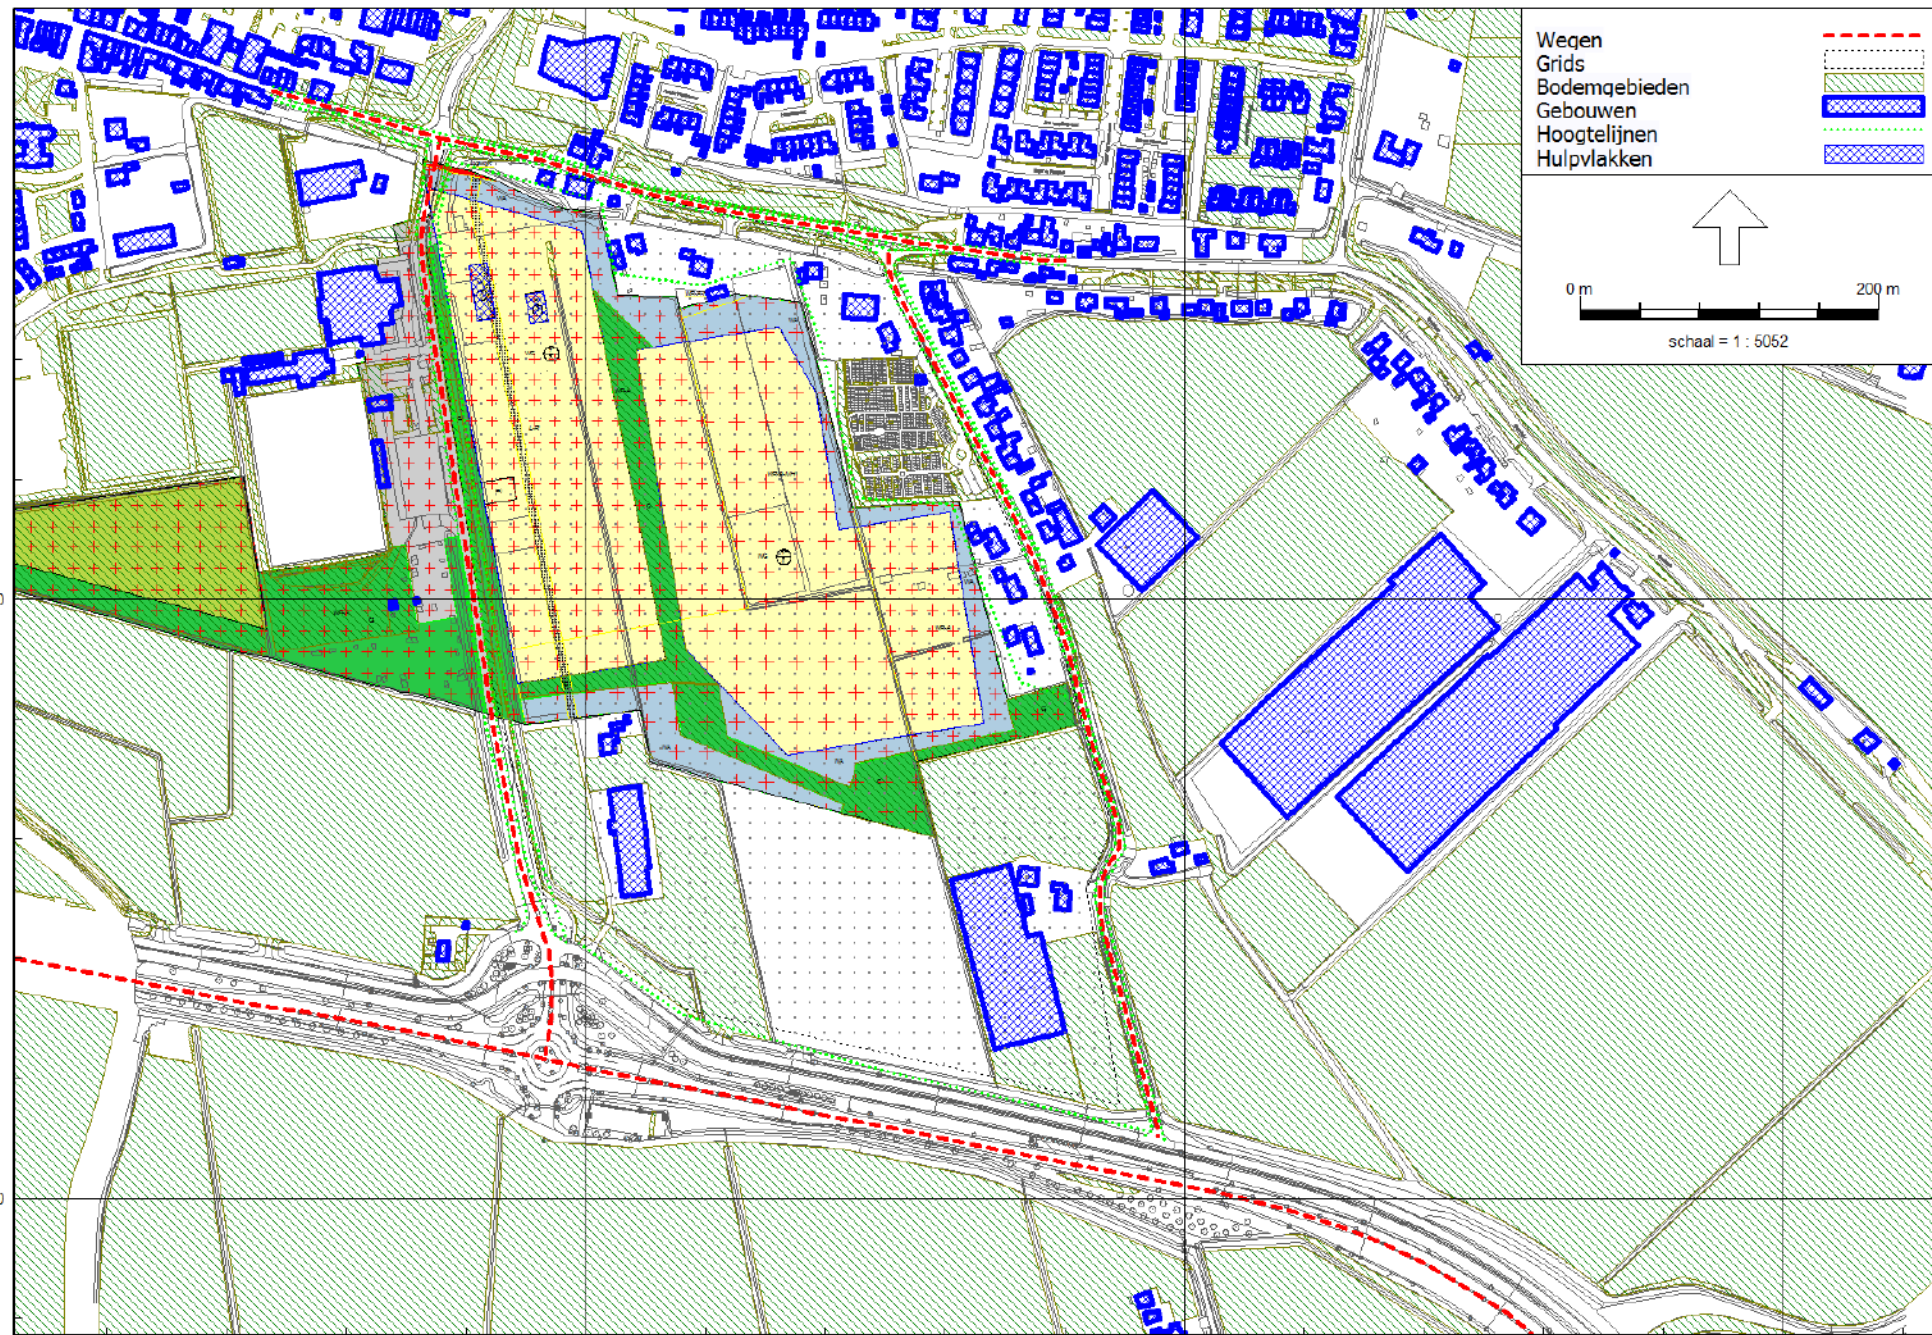 Wegen
Grids
Bodemgebieden
Gebouwen
Hoogtelijnen
Hulpvlakken
0 m 200 m
schaal = 1 : 5052